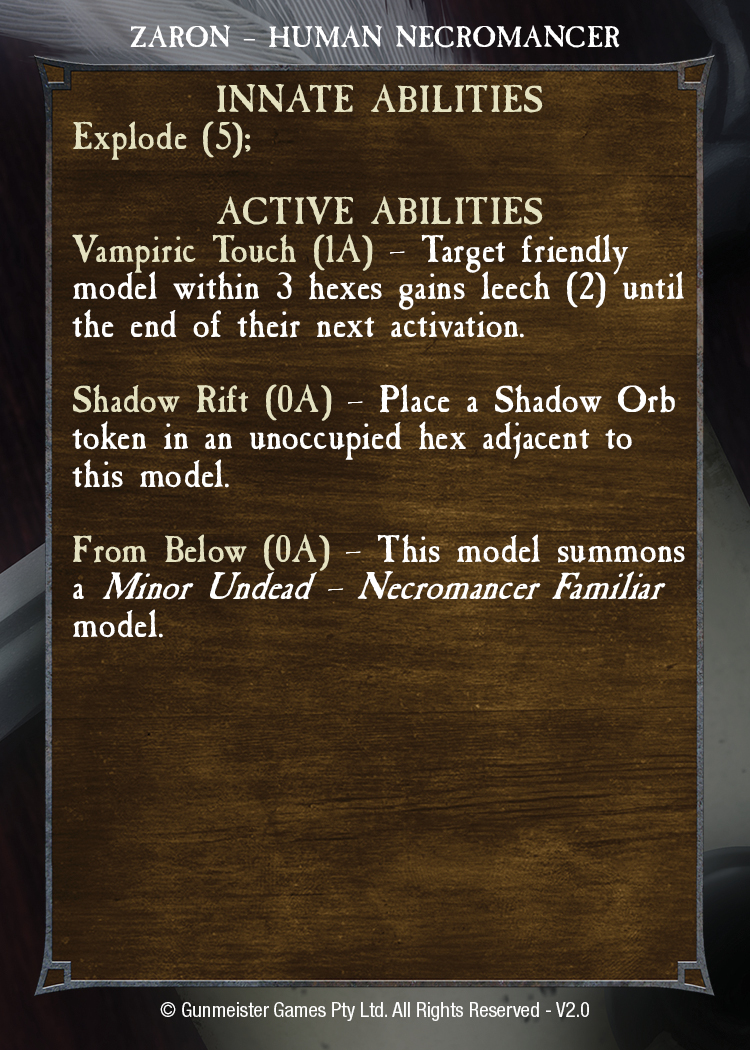 ZARON – HUMAN NECROMANCER
INNATE ABILITIES
Explode (5);
ACTIVE ABILITIES
Vampiric Touch (1A) – Target friendly
model within 3 hexes gains leech (2) until
the end of their next activation.
Shadow Rift (0A) – Place a Shadow Orb
token in an unoccupied hex adjacent to
this model.
From Below (0A) – This model summons
a Minor Undead – Necromancer Familiar
model.
© Gunmeister Games Pty Ltd. All Rights Reserved - V2.0